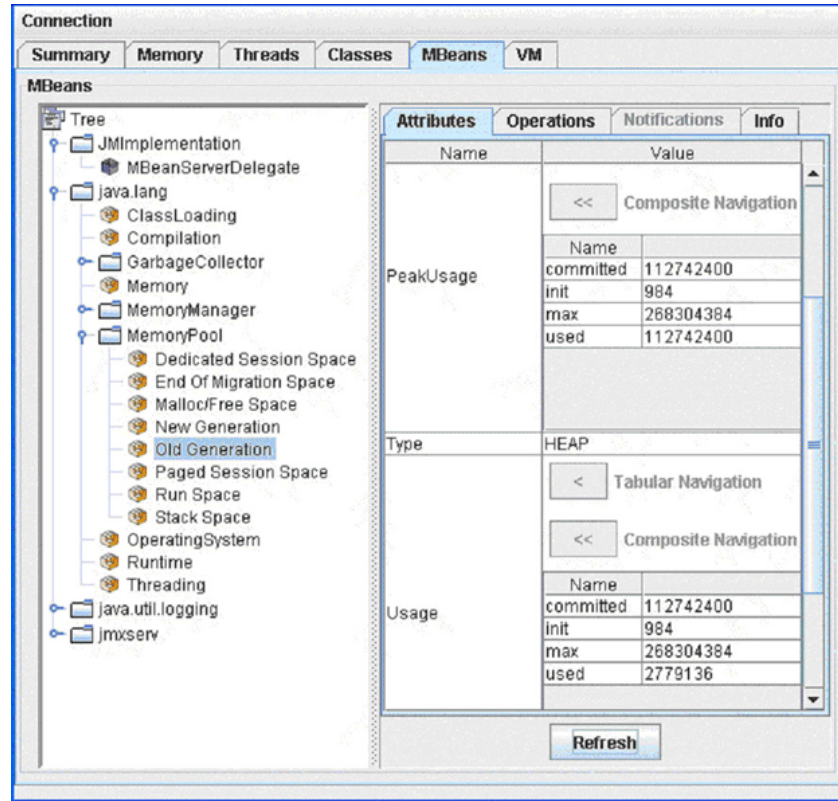 Connection
Summary Memory Threads Classes MBeans VM
MBeans
Tree
JMImplementation
MBeanServerDelegate
java.lang
ClassLoading
Compilation
GarbageCollector
Memory
MemoryManager
MemoryPool
Dedicated Session Space
End Of Migration Space
Malloc/Free Space
New Generation
Old Generation
Paged Session Space
Run Space
Stack Space
OperatingSystem
Runtime
Threading
java.util.logging
jmxserv
Attributes Operations Notifications Info
Name Value
PeakUsage
<< Composite Navigation
Name
committed 112742400
init 984
max 268304384
used 112742400
Type HEAP
Usage
< Tabular Navigation
<< Composite Navigation
Name
committed 112742400
init 984
max 268304384
used 2779136
Refresh